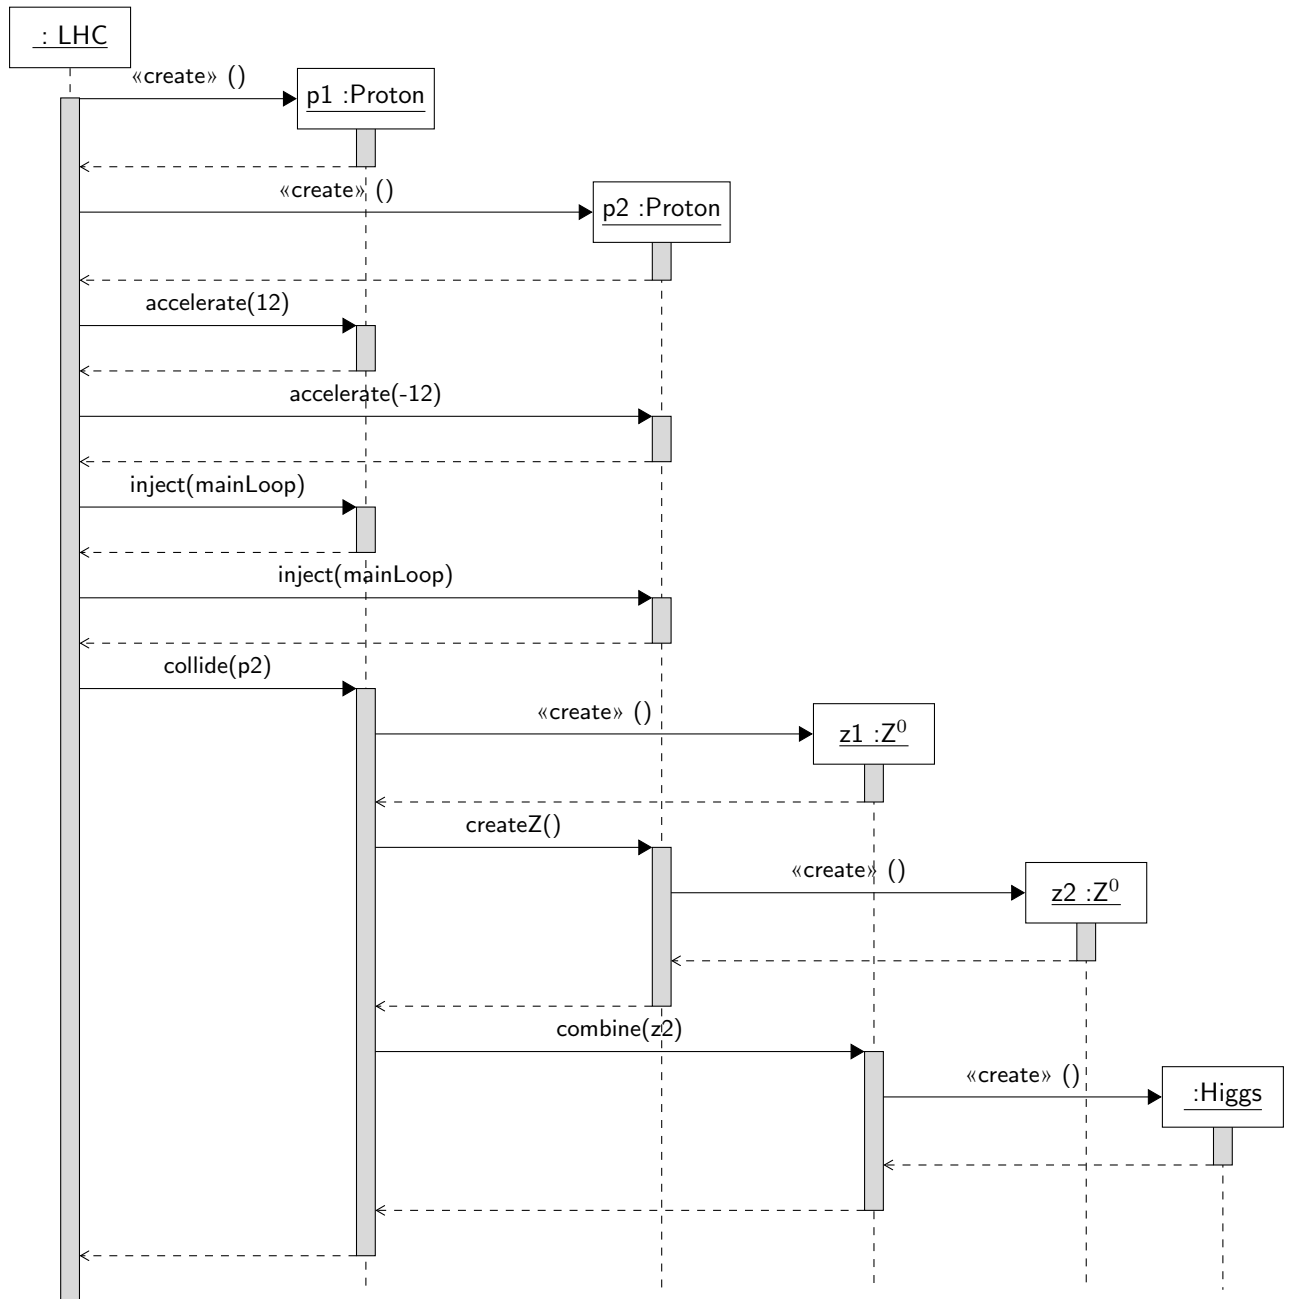 : LHC
«create» ()
p1 :Proton
«create» ()
p2 :Proton
accelerate(12)
accelerate(-12)
inject(mainLoop)
inject(mainLoop)
collide(p2)
«create» ()
z1 :Z⁰
createZ()
«create» ()
z2 :Z⁰
combine(z2)
«create» ()
:Higgs